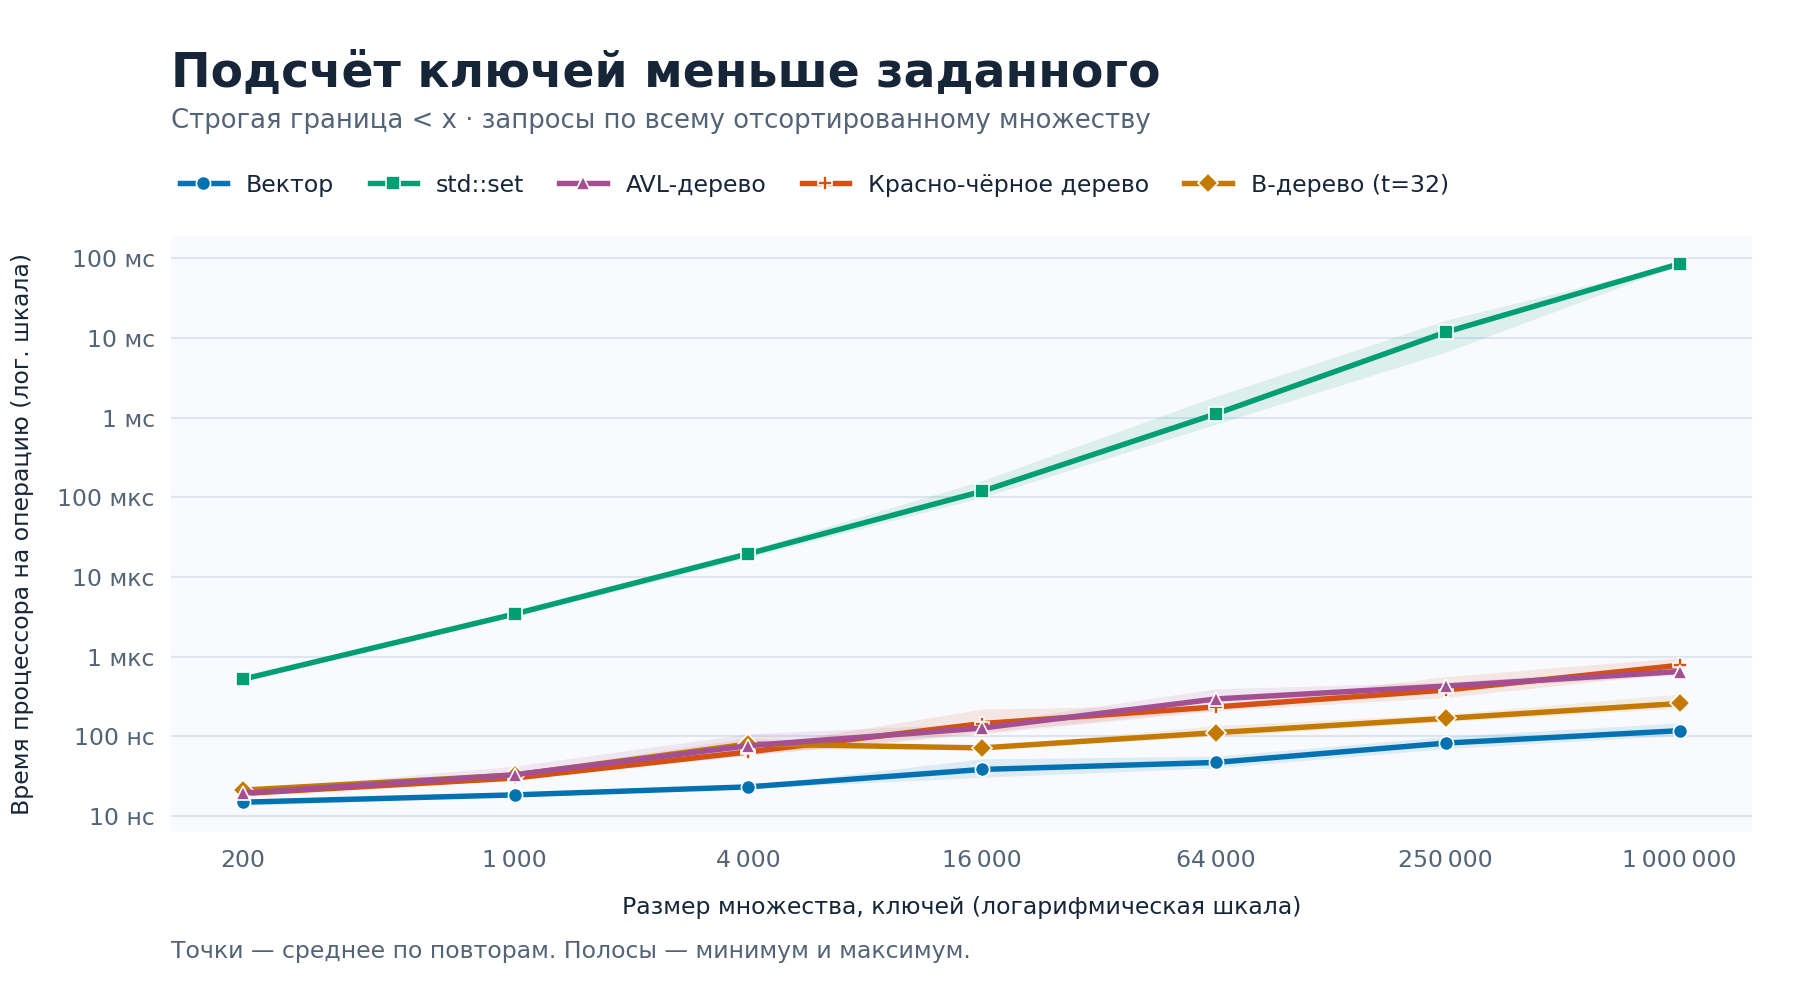 Подсчёт ключей меньше заданного
Строгая граница < x · запросы по всему отсортированному множеству
Вектор std::set AVL-дерево Красно-чёрное дерево B-дерево (t=32)
Время процессора на операцию (лог. шкала)
100 мс
10 мс
1 мс
100 мкс
10 мкс
1 мкс
100 нс
10 нс
200 1 000 4 000 16 000 64 000 250 000 1 000 000
Размер множества, ключей (логарифмическая шкала)
Точки — среднее по повторам. Полосы — минимум и максимум.